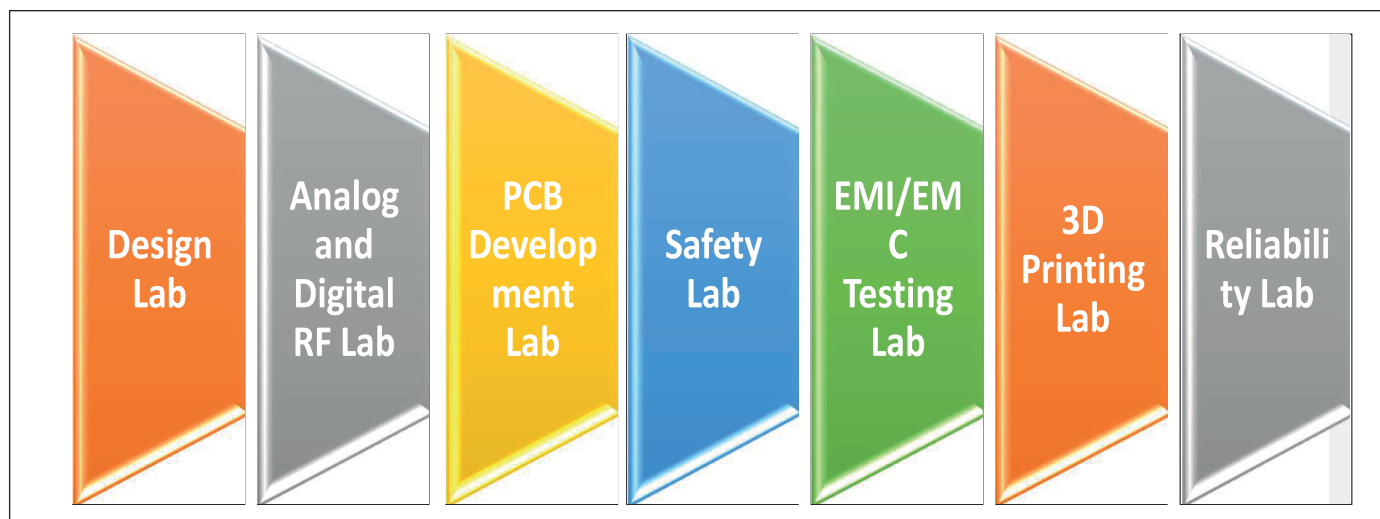 Design
Lab
Analog
and
Digital
RF Lab
PCB
Develop
ment
Lab
Safety
Lab
EMI/EM
C
Testing
Lab
3D
Printing
Lab
Reliabili
ty Lab